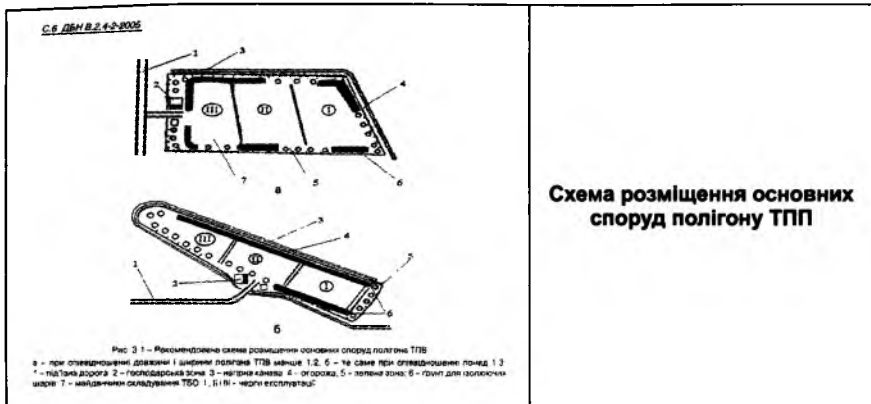 С.6 ДБН В.2.4-2-2005
1
3
2
4
III
II
I
7
5
6
а
3
4
III
5
II
1
2
I
6
б
Рис 3.1 – Рекомендована схема розміщення основних споруд полігона ТПВ
а – при співвідношенні довжини і ширини полігона ТПВ менше 1:2, б – те саме при співвідношенні понад 1:3
1 – під'їзна дорога 2 – господарська зона 3 – нагірна канава 4 – огорожа, 5 – зелена зона; 6 – ґрунт для ізолюючих
шарів: 7 – майданчики складування ТБО I, II і III – черги експлуатації
Схема розміщення основних
споруд полігону ТПП